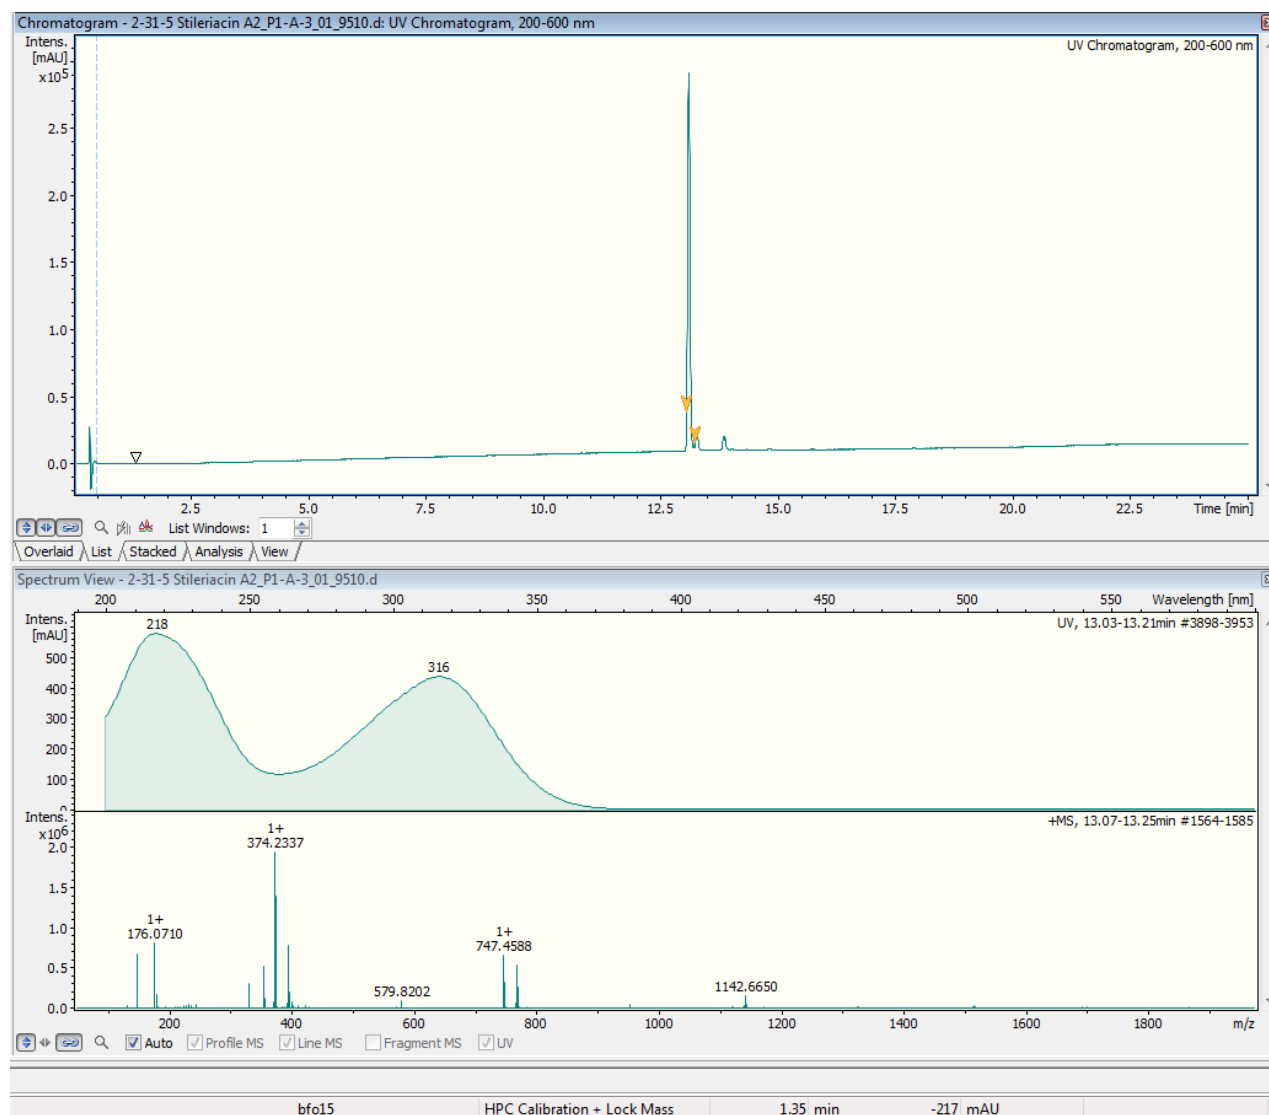 Chromatogram - 2-31-5 Stileriacin A2_P1-A-3_01_9510.d: UV Chromatogram, 200-600 nm
Intens.
[mAU]
x10⁵
UV Chromatogram, 200-600 nm
2.5
2.0
1.5
1.0
0.5
0.0
2.5 5.0 7.5 10.0 12.5 15.0 17.5 20.0 22.5 Time [min]
List Windows: 1
Overlaid List Stacked Analysis View
Spectrum View - 2-31-5 Stileriacin A2_P1-A-3_01_9510.d
200 250 300 350 400 450 500 550 Wavelength [nm]
Intens.
[mAU]
UV, 13.03-13.21min #3898-3953
218
316
500
400
300
200
100
0
Intens.
x10⁶
+MS, 13.07-13.25min #1564-1585
2.0
1.5
1.0
0.5
0.0
1+
374.2337
1+
176.0710
1+
747.4588
579.8202
1142.6650
200 400 600 800 1000 1200 1400 1600 1800 m/z
Auto Profile MS Line MS Fragment MS UV
bfo15 HPC Calibration + Lock Mass 1.35 min -217 mAU